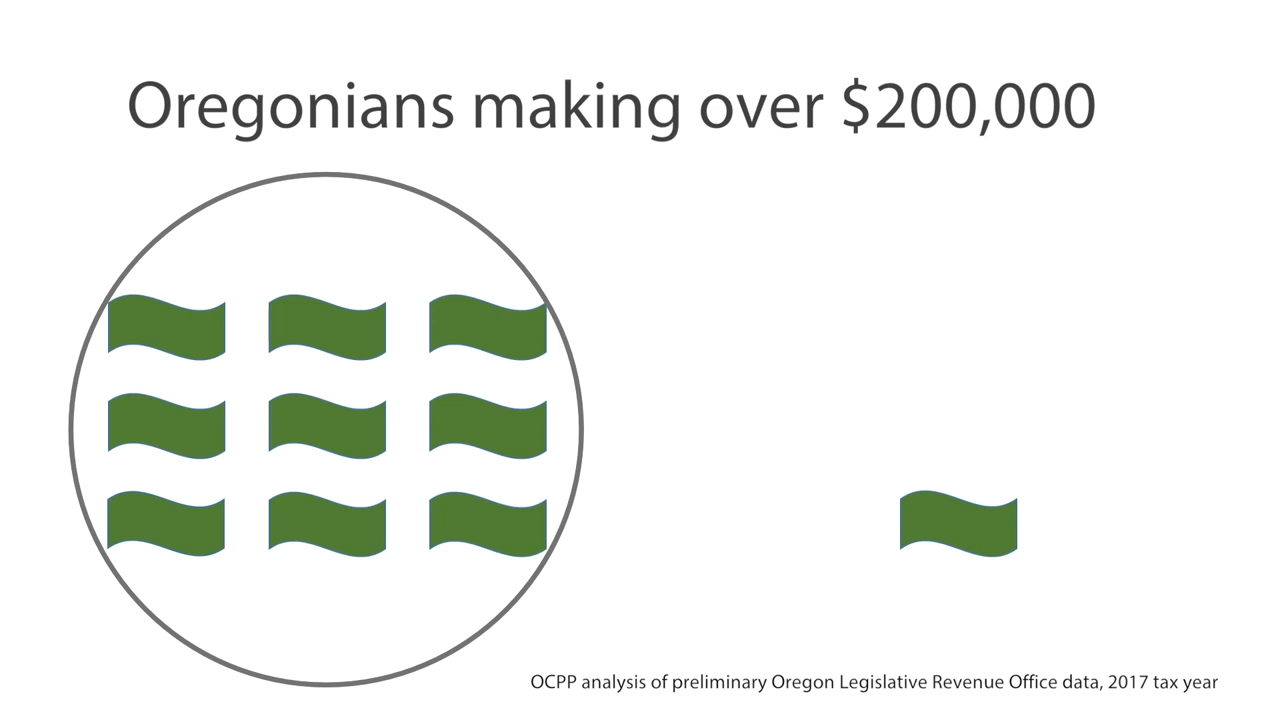 Oregonians making over $200,000
OCPP analysis of preliminary Oregon Legislative Revenue Office data, 2017 tax year